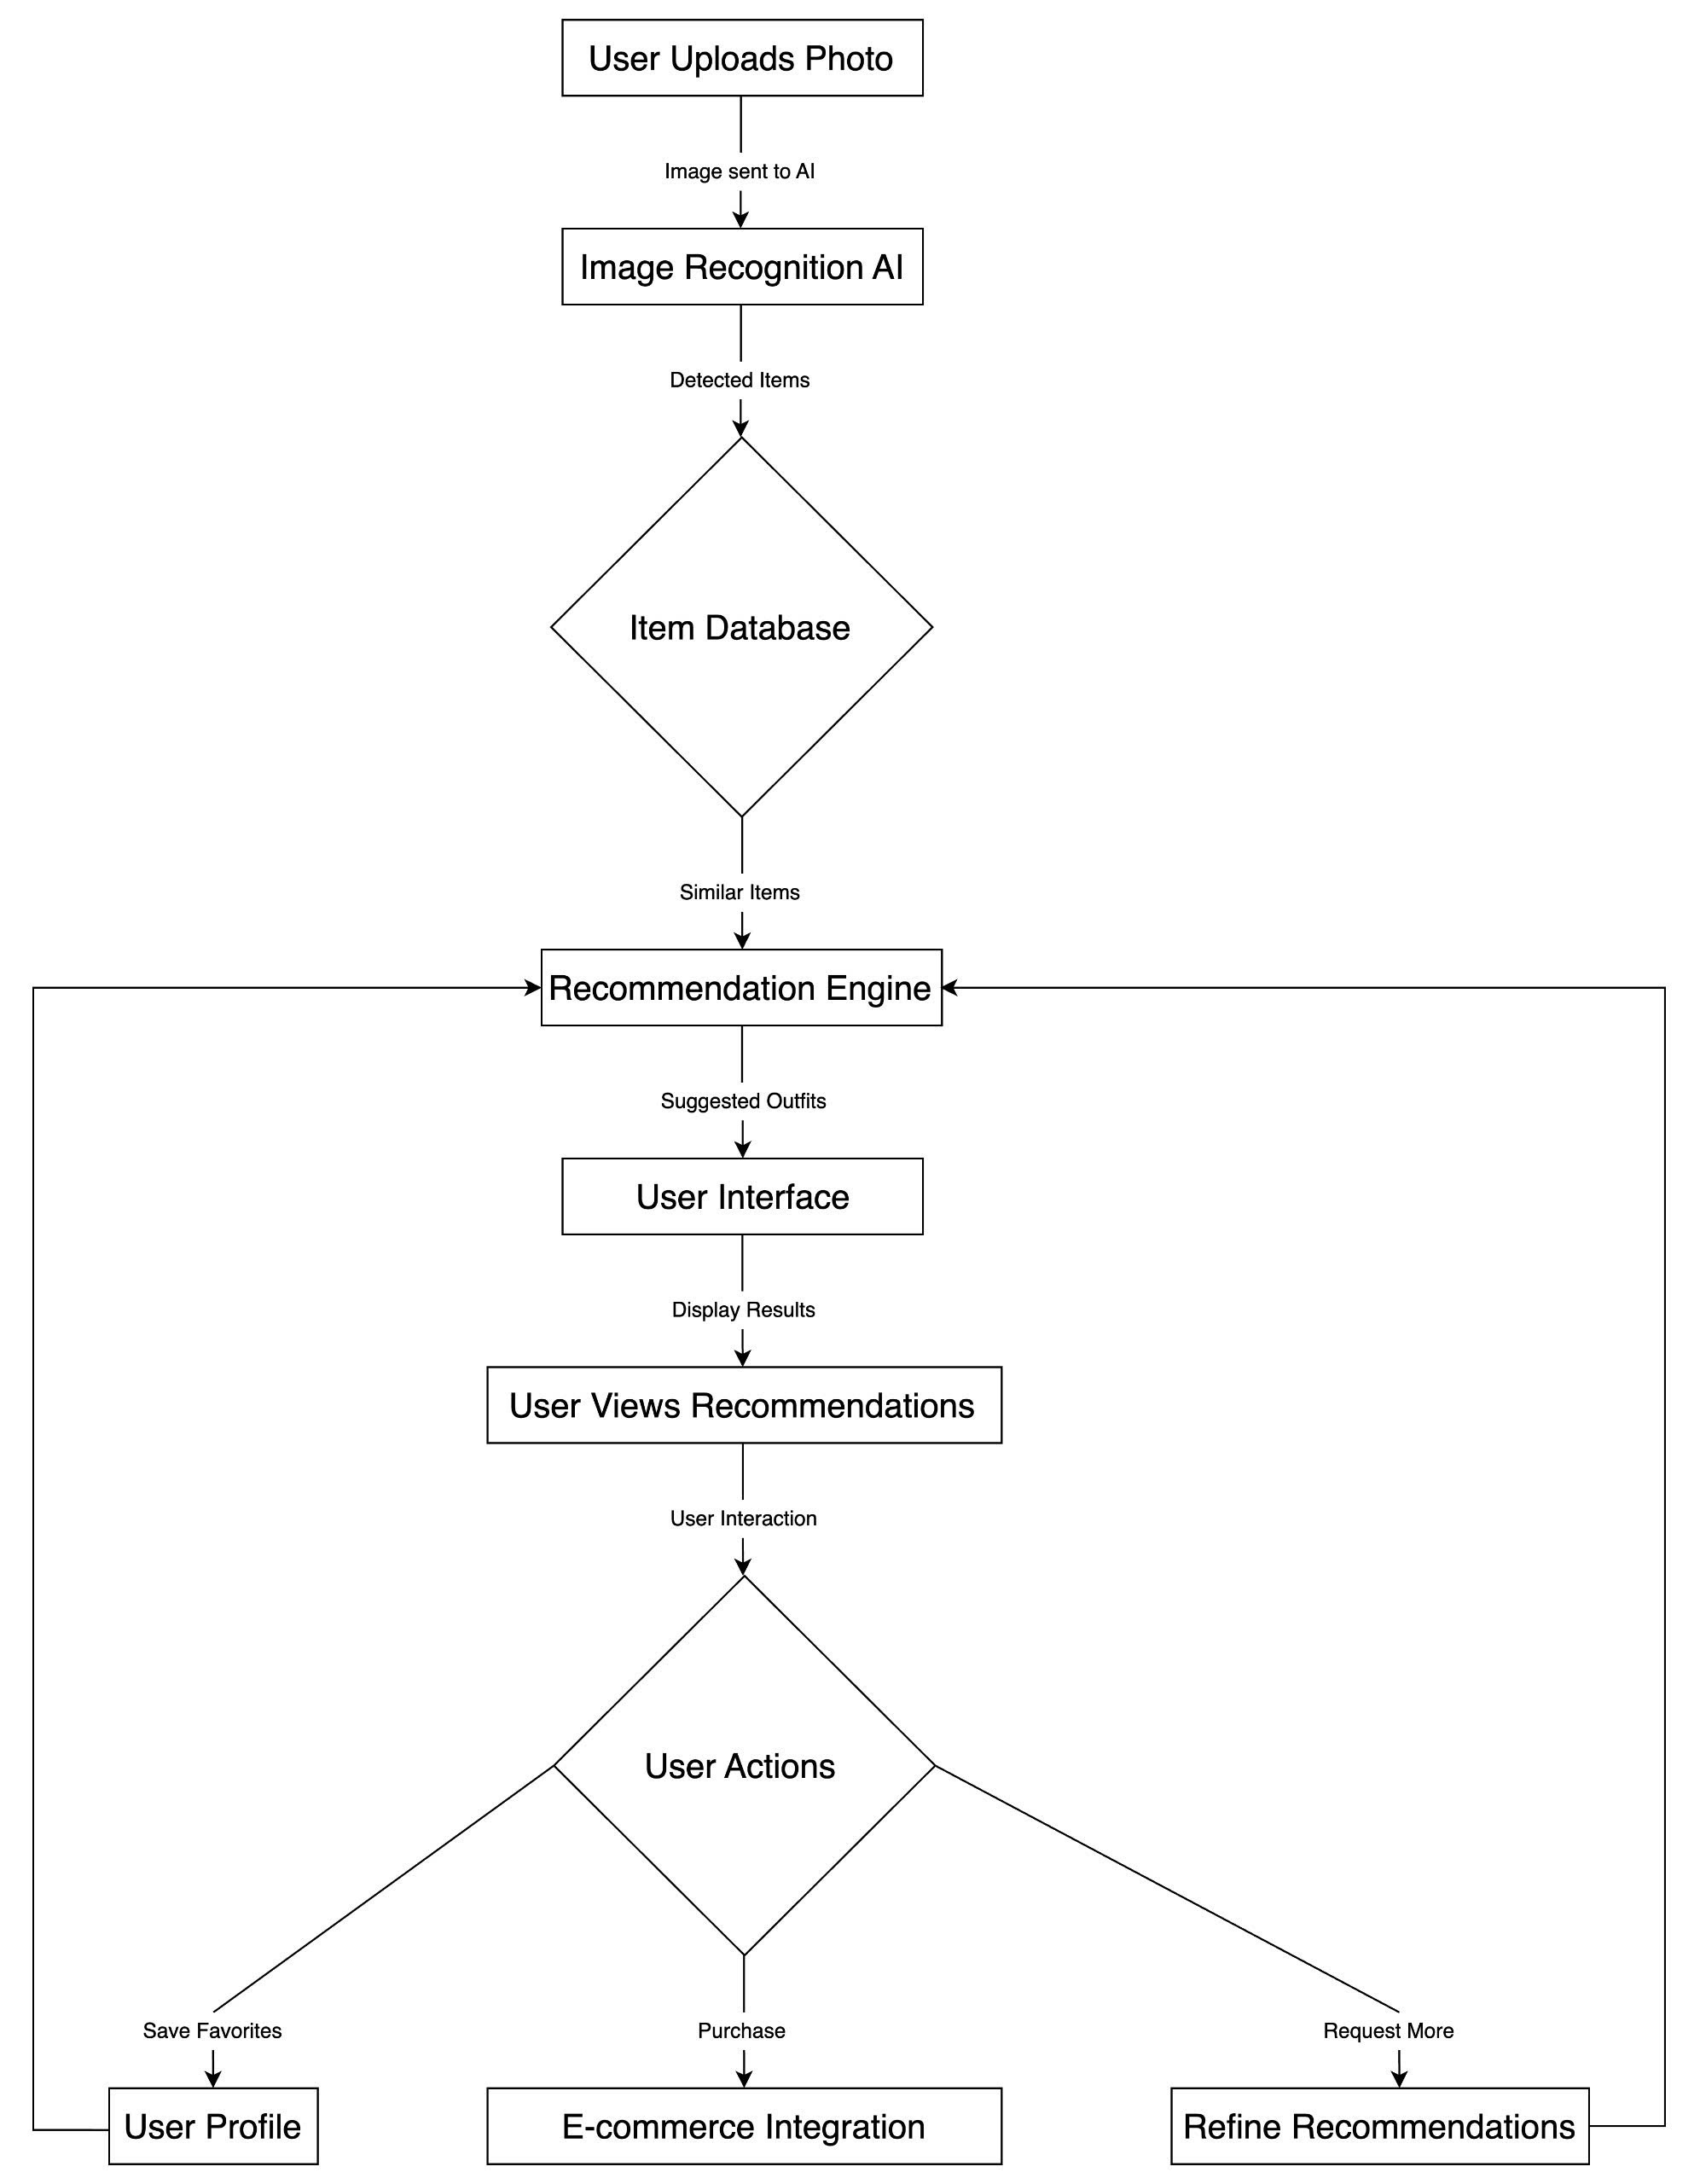 User Uploads Photo
Image sent to AI
Image Recognition AI
Detected Items
Item Database
Similar Items
Recommendation Engine
Suggested Outfits
User Interface
Display Results
User Views Recommendations
User Interaction
User Actions
Save Favorites
Purchase
Request More
User Profile
E-commerce Integration
Refine Recommendations